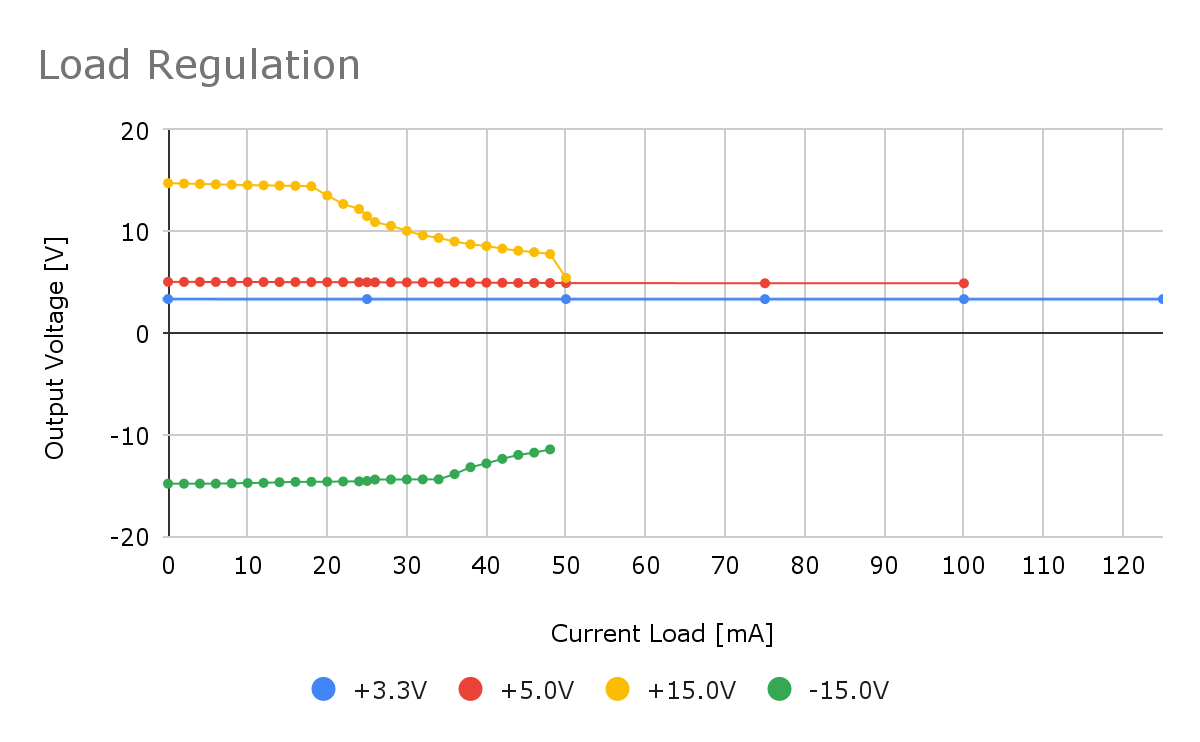 Load Regulation
20
10
0
-10
-20
Output Voltage [V]
0 10 20 30 40 50 60 70 80 90 100 110 120
Current Load [mA]
+3.3V +5.0V +15.0V -15.0V